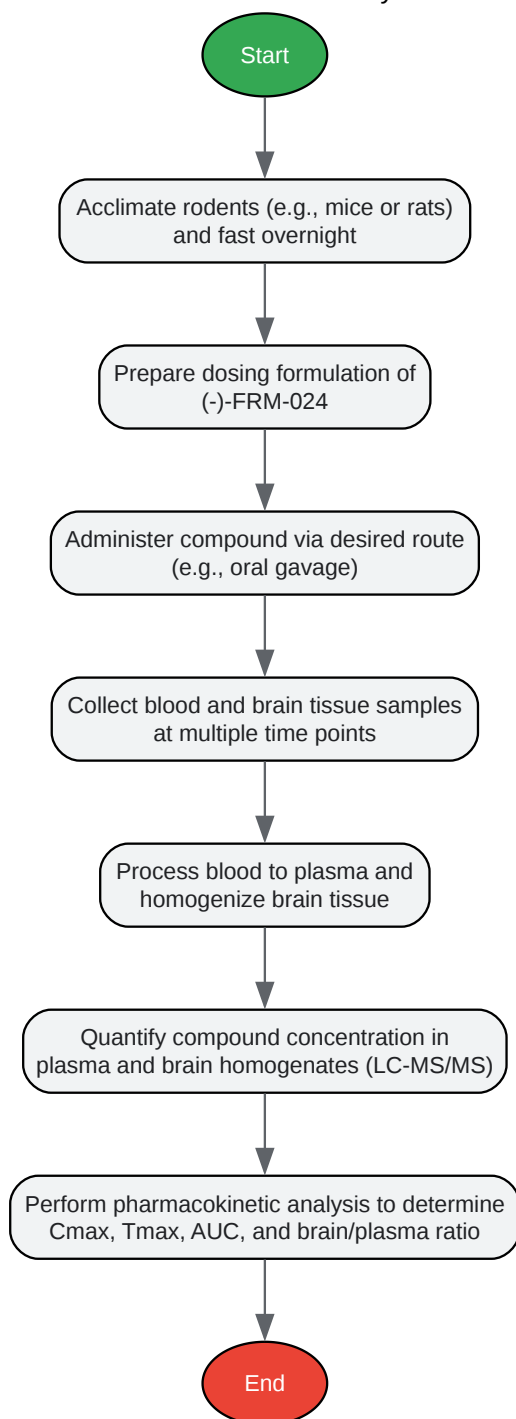 Start
Acclimate rodents (e.g., mice or rats)
and fast overnight
Prepare dosing formulation of
(-)-FRM-024
Administer compound via desired route
(e.g., oral gavage)
Collect blood and brain tissue samples
at multiple time points
Process blood to plasma and
homogenize brain tissue
Quantify compound concentration in
plasma and brain homogenates (LC-MS/MS)
Perform pharmacokinetic analysis to determine
Cmax, Tmax, AUC, and brain/plasma ratio
End